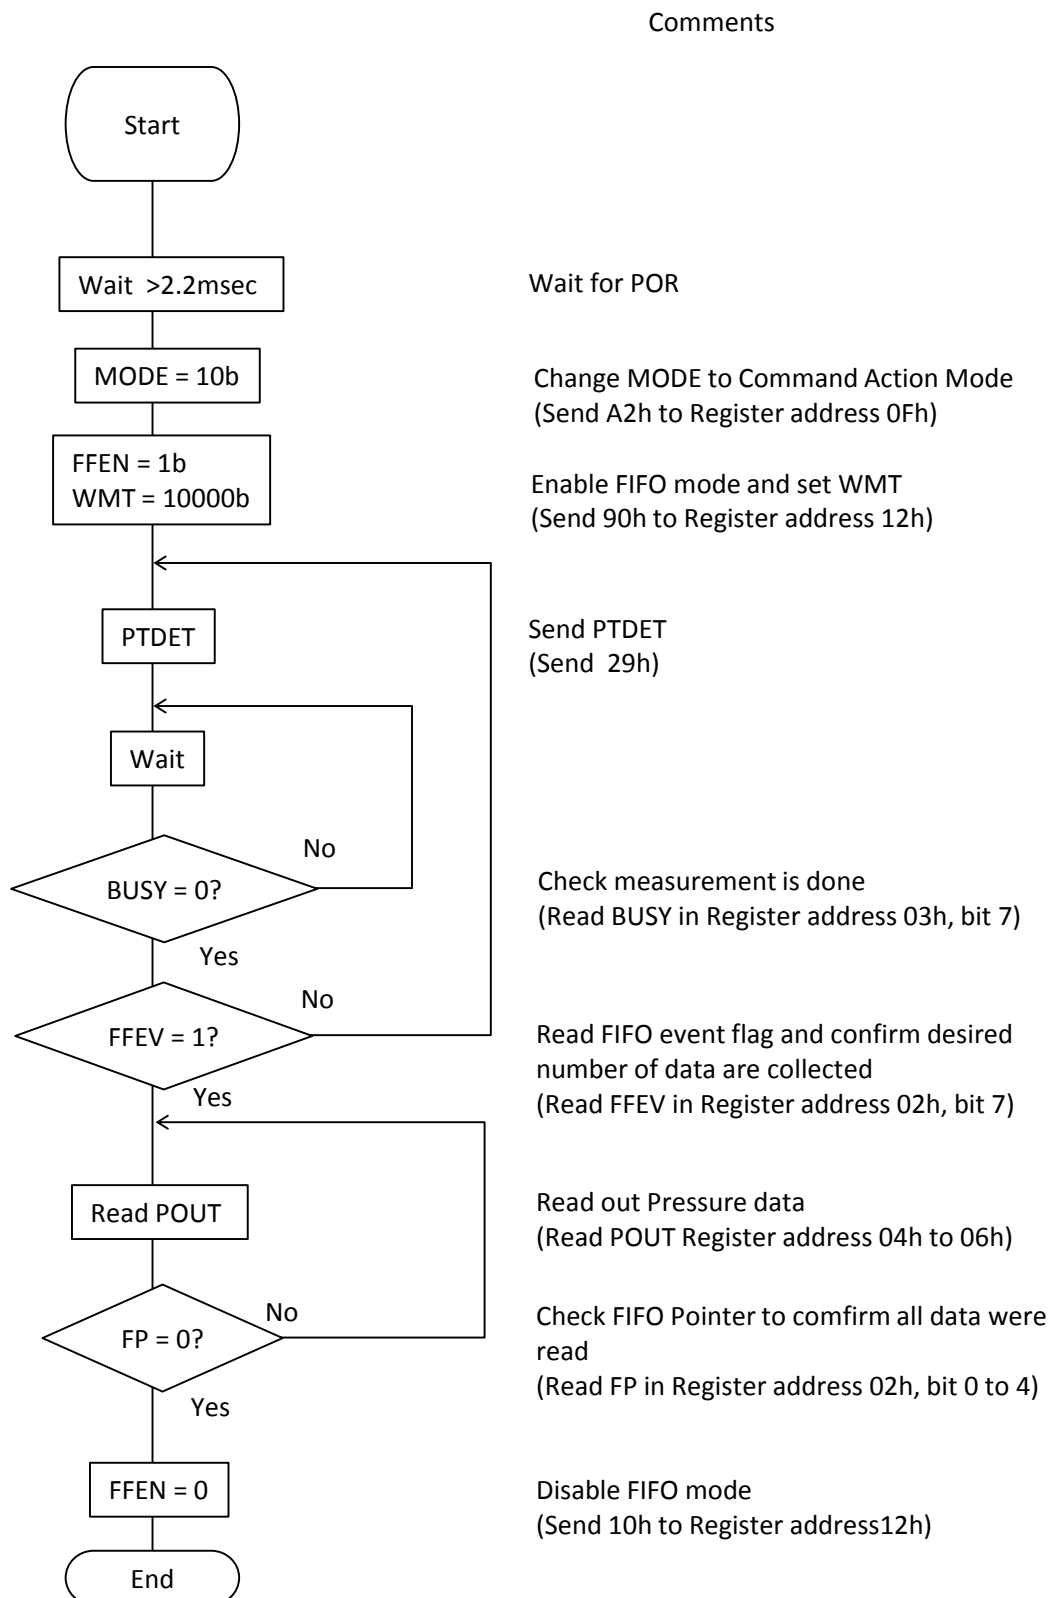 Comments
Start
Wait >2.2msec
Wait for POR
MODE = 10b
Change MODE to Command Action Mode
(Send A2h to Register address 0Fh)
FFEN = 1b
WMT = 10000b
Enable FIFO mode and set WMT
(Send 90h to Register address 12h)
PTDET
Send PTDET
(Send 29h)
Wait
No
BUSY = 0?
Check measurement is done
(Read BUSY in Register address 03h, bit 7)
Yes
No
FFEV = 1?
Read FIFO event flag and confirm desired
number of data are collected
(Read FFEV in Register address 02h, bit 7)
Yes
Read POUT
Read out Pressure data
(Read POUT Register address 04h to 06h)
No
FP = 0?
Check FIFO Pointer to comfirm all data were
read
(Read FP in Register address 02h, bit 0 to 4)
Yes
FFEN = 0
Disable FIFO mode
(Send 10h to Register address12h)
End